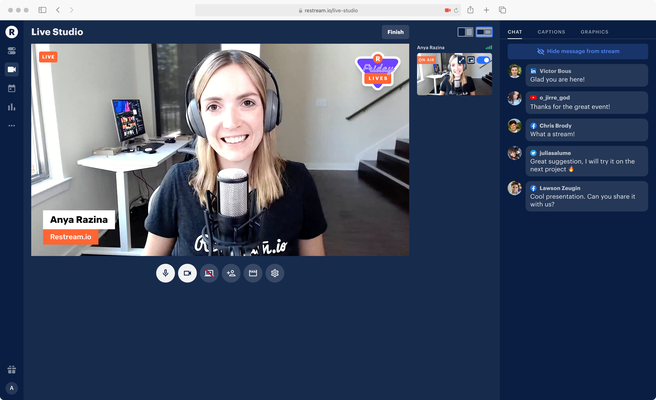 restream.io/live-studio
Live Studio
Finish
LIVE
R
Friday
LIVES
Anya Razina
Restream.io
Anya Razina
ON AIR
CHAT
CAPTIONS
GRAPHICS
Hide message from stream
Victor Bous
Glad you are here!
o_jirre_god
Thanks for the great event!
Chris Brody
What a stream!
juliasalume
Great suggestion, I will try it on the
next project 🔥
Lawson Zeugin
Cool presentation. Can you share it
with us?
R
A